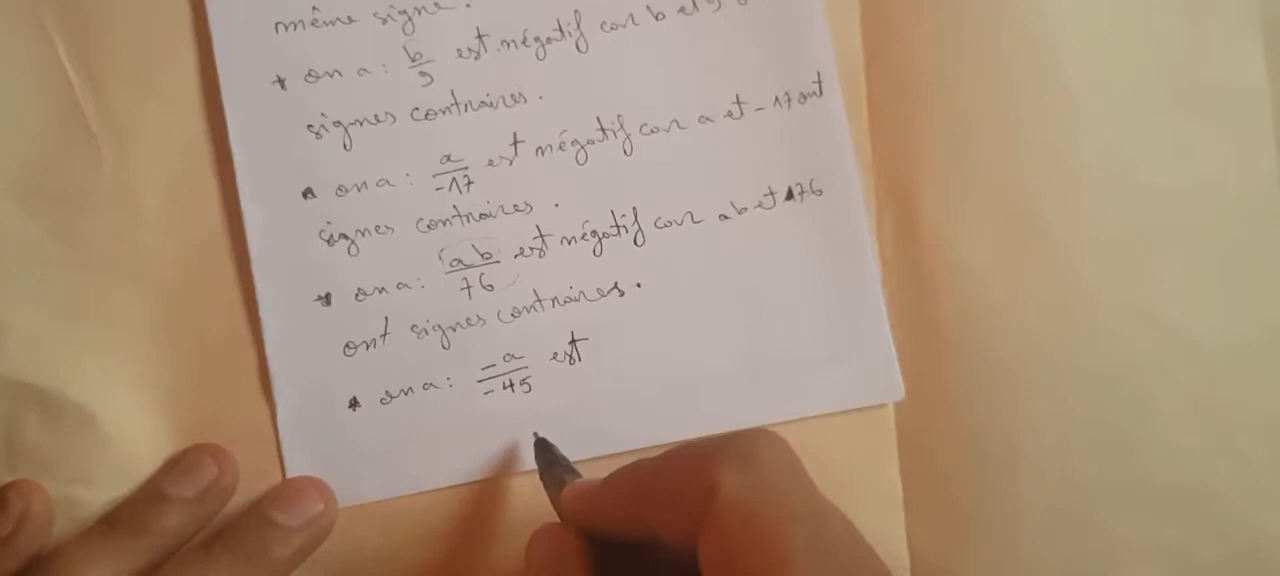 même signe.
* on a : b/9 est négatif car b et 9
signes contraires.
* on a : a/-17 est négatif car a et -17 ont
signes contraires.
* on a : ab/76 est négatif car ab et 76
ont signes contraires.
* on a : -a/-45 est